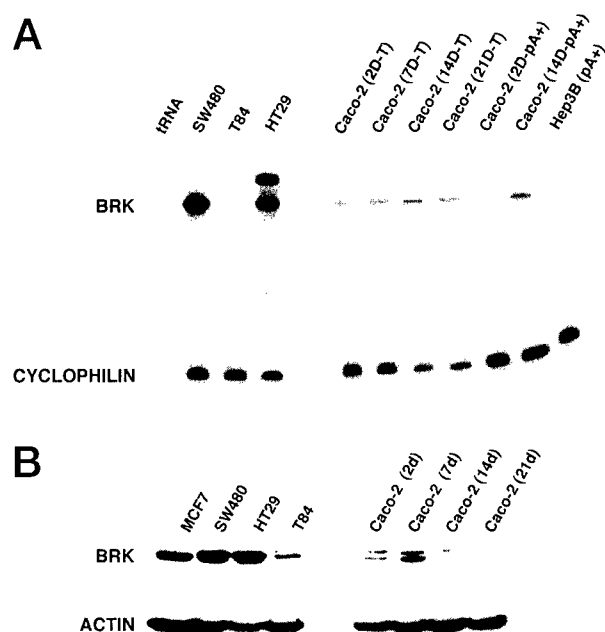 A
tRNA
SW480
T84
HT29
Caco-2 (2D-T)
Caco-2 (7D-T)
Caco-2 (14D-T)
Caco-2 (21D-T)
Caco-2 (2D-pA+)
Caco-2 (14D-pA+)
Hep3B (pA+)
BRK
CYCLOPHILIN
B
MCF7
SW480
HT29
T84
Caco-2 (2d)
Caco-2 (7d)
Caco-2 (14d)
Caco-2 (21d)
BRK
ACTIN